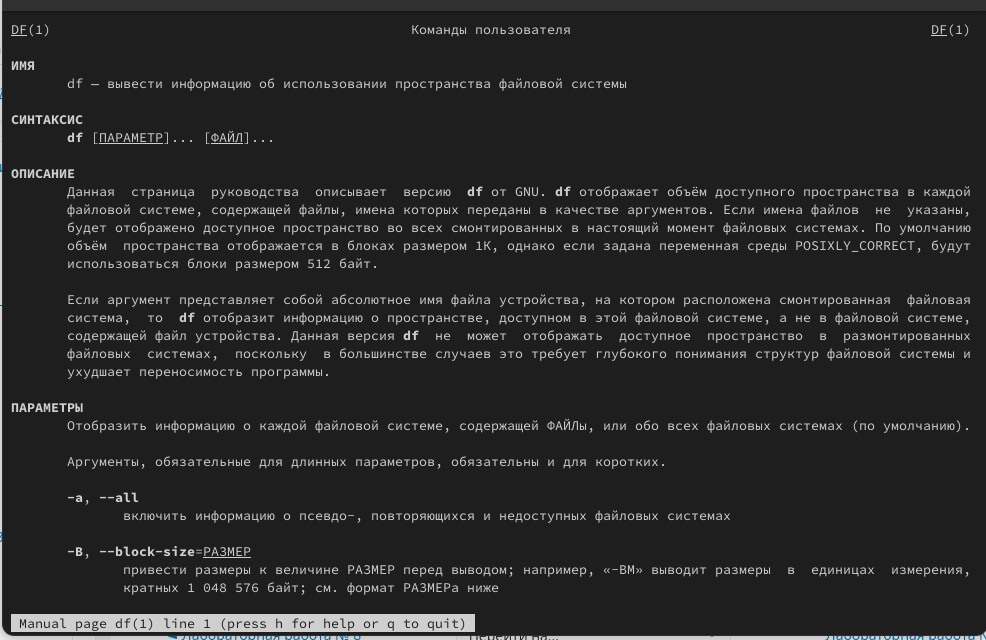 DF(1) Команды пользователя DF(1)
ИМЯ
df — вывести информацию об использовании пространства файловой системы
СИНТАКСИС
df [ПАРАМЕТР]... [ФАЙЛ]...
ОПИСАНИЕ
Данная страница руководства описывает версию df от GNU. df отображает объём доступного пространства в каждой
файловой системе, содержащей файлы, имена которых переданы в качестве аргументов. Если имена файлов не указаны,
будет отображено доступное пространство во всех смонтированных в настоящий момент файловых системах. По умолчанию
объём пространства отображается в блоках размером 1K, однако если задана переменная среды POSIXLY_CORRECT, будут
использоваться блоки размером 512 байт.
Если аргумент представляет собой абсолютное имя файла устройства, на котором расположена смонтированная файловая
система, то df отобразит информацию о пространстве, доступном в этой файловой системе, а не в файловой системе,
содержащей файл устройства. Данная версия df не может отображать доступное пространство в размонтированных
файловых системах, поскольку в большинстве случаев это требует глубокого понимания структур файловой системы и
ухудшает переносимость программы.
ПАРАМЕТРЫ
Отобразить информацию о каждой файловой системе, содержащей ФАЙЛы, или обо всех файловых системах (по умолчанию).
Аргументы, обязательные для длинных параметров, обязательны и для коротких.
-a, --all
включить информацию о псевдо-, повторяющихся и недоступных файловых системах
-B, --block-size=РАЗМЕР
привести размеры к величине РАЗМЕР перед выводом; например, «-BM» выводит размеры в единицах измерения,
кратных 1 048 576 байт; см. формат РАЗМЕРа ниже
Manual page df(1) line 1 (press h for help or q to quit)